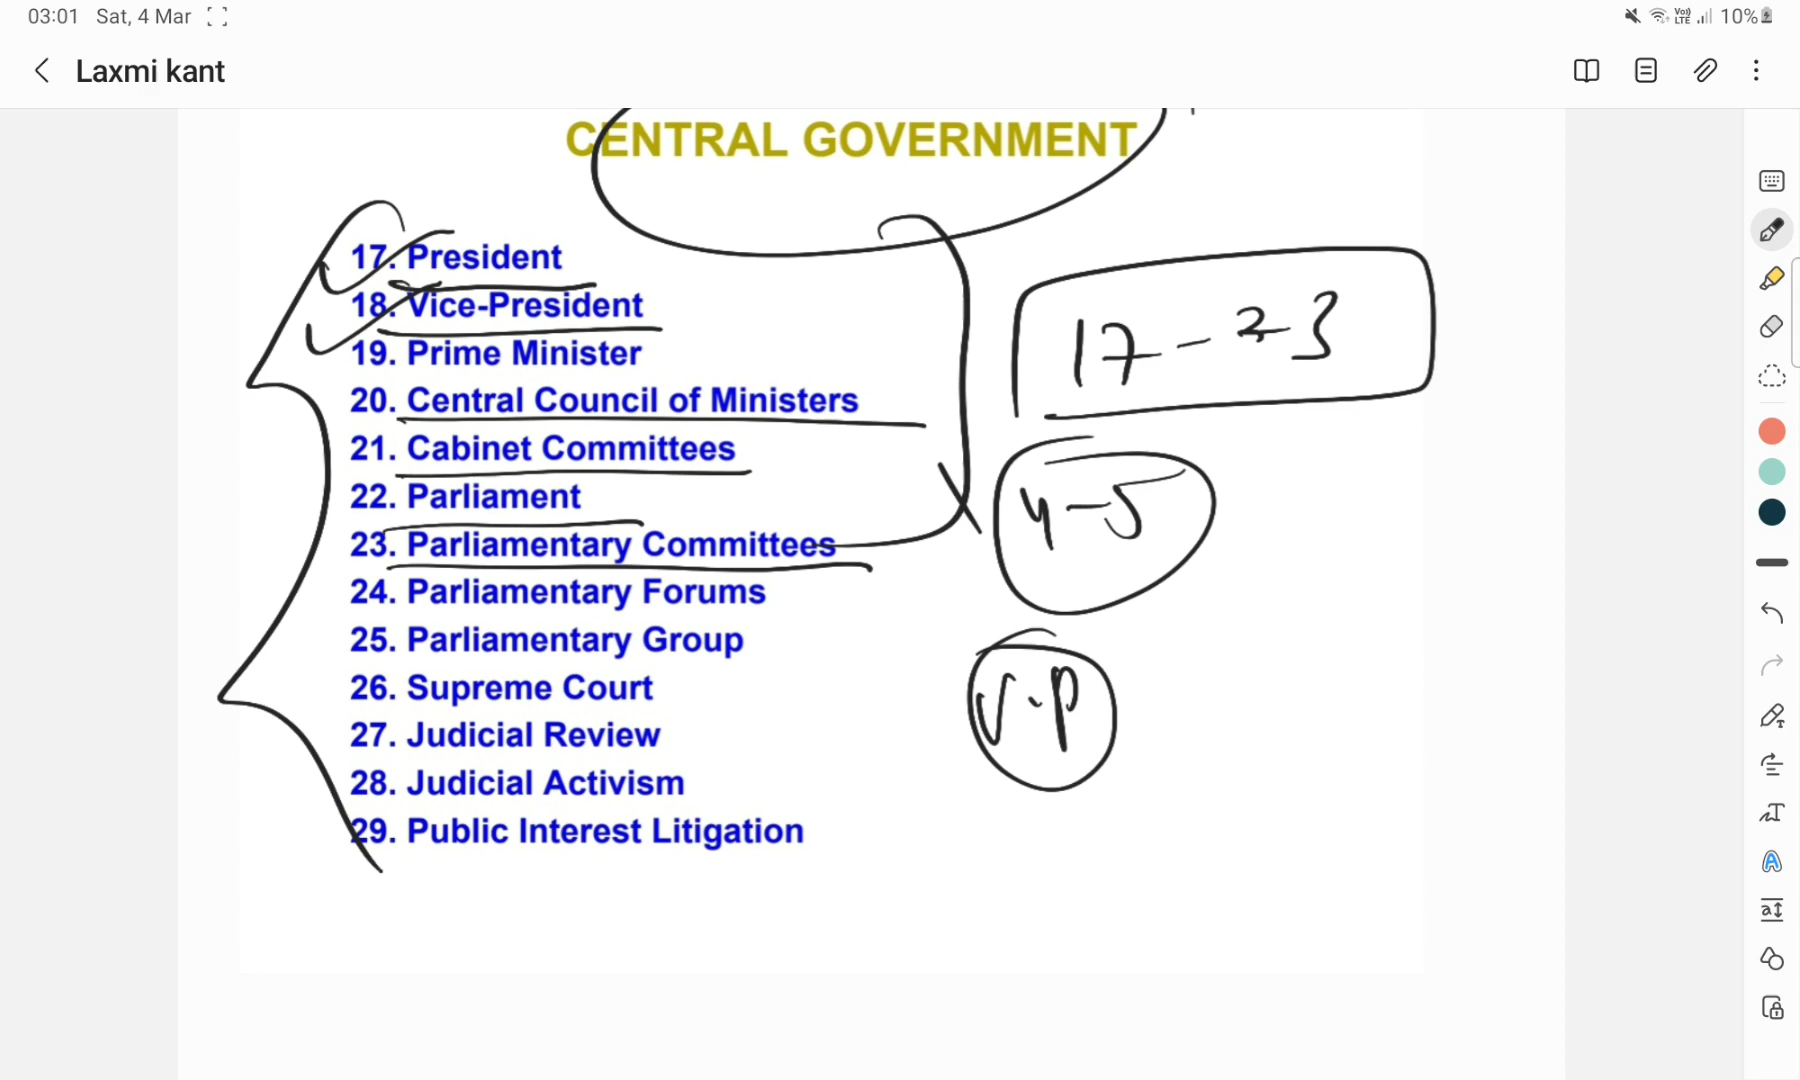 03:01 Sat, 4 Mar
Vo)) LTE 10%
Laxmi kant
CENTRAL GOVERNMENT
17. President
18. Vice-President
19. Prime Minister
20. Central Council of Ministers
21. Cabinet Committees
22. Parliament
23. Parliamentary Committees
24. Parliamentary Forums
25. Parliamentary Group
26. Supreme Court
27. Judicial Review
28. Judicial Activism
29. Public Interest Litigation
17 - 23
4-5
V.P